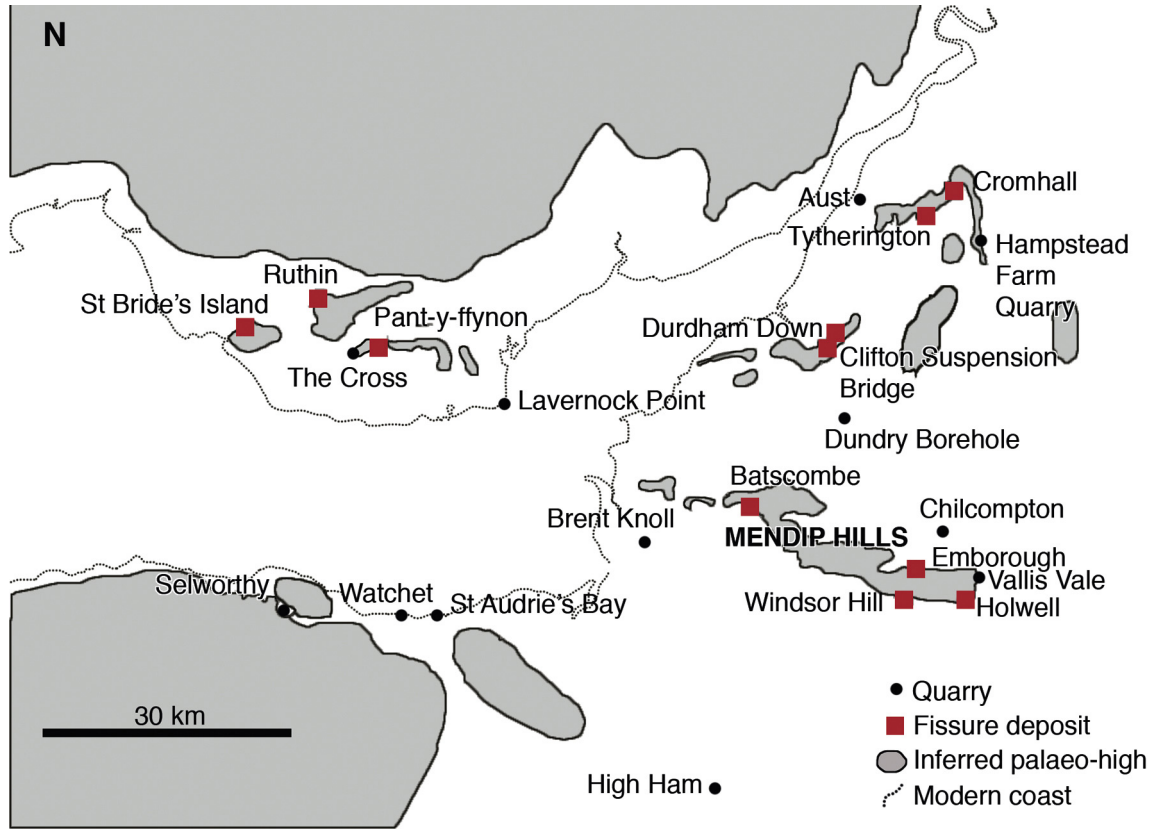 N
Cromhall
Aust
Tytherington
Hampstead
Farm
Quarry
Ruthin
St Bride's Island
Pant-y-ffynon
The Cross
Durdham Down
Clifton Suspension
Bridge
Lavernock Point
Dundry Borehole
Batscombe
Brent Knoll
Chilcompton
MENDIP HILLS
Emborough
Vallis Vale
Selworthy
Watchet
St Audrie's Bay
Windsor Hill
Holwell
30 km
High Ham
Quarry
Fissure deposit
Inferred palaeo-high
Modern coast